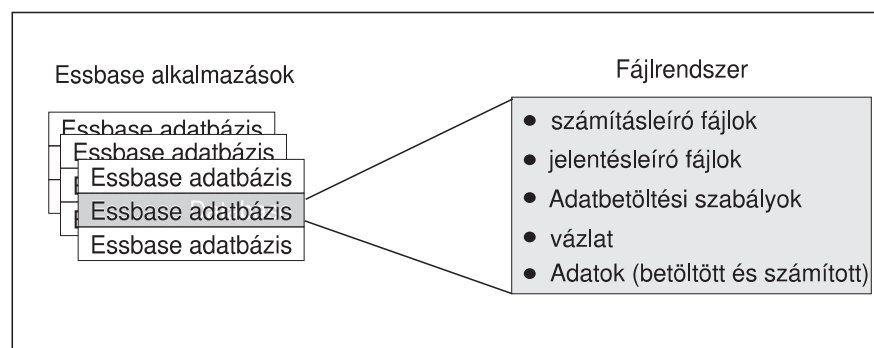 Essbase alkalmazások
Essbase adatbázis
Essbase adatbázis
Essbase adatbázis
Essbase adatbázis
Essbase adatbázis
Fájlrendszer
• számításleíró fájlok
• jelentésleíró fájlok
• Adatbetöltési szabályok
• vázlat
• Adatok (betöltött és számított)